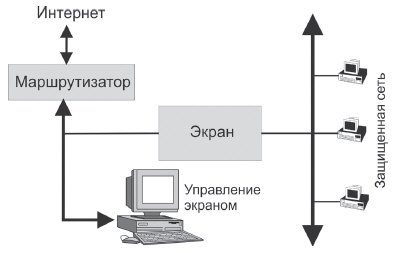 Интернет
Маршрутизатор
Экран
Управление
экраном
Защищенная сеть